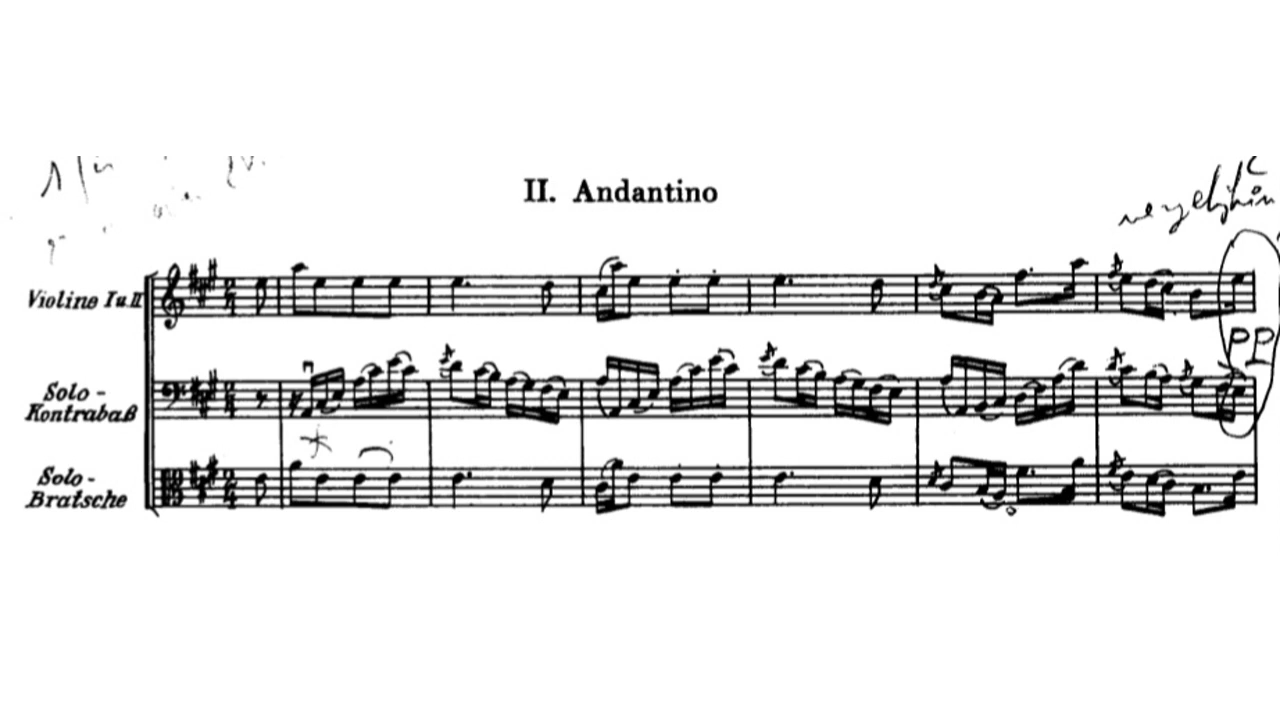 II. Andantino
Violine I u. II
Solo-
Kontrabaß
PP
Solo-
Bratsche